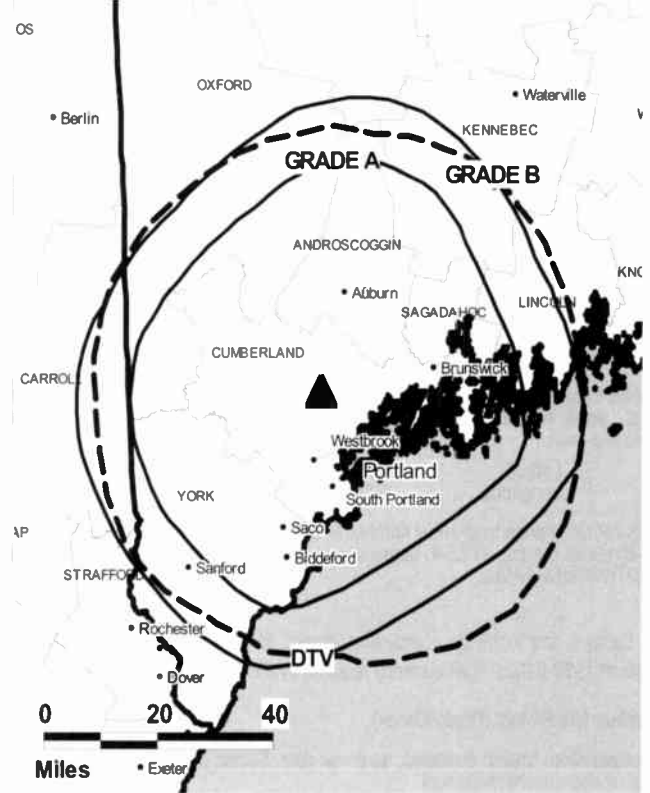 OS
OXFORD
Waterville
Berlin
KENNEBEC
GRADE A
GRADE B
ANDROSCOGGIN
KNO
Auburn
LINCOLN
SAGADAHOC
CUMBERLAND
Brunswick
CARROLL
Westbrook
Portland
YORK
South Portland
Saco
AP
Biddeford
Sanford
STRAFFORD
Rochester
DTV
Dover
0 20 40
Miles
Exeter